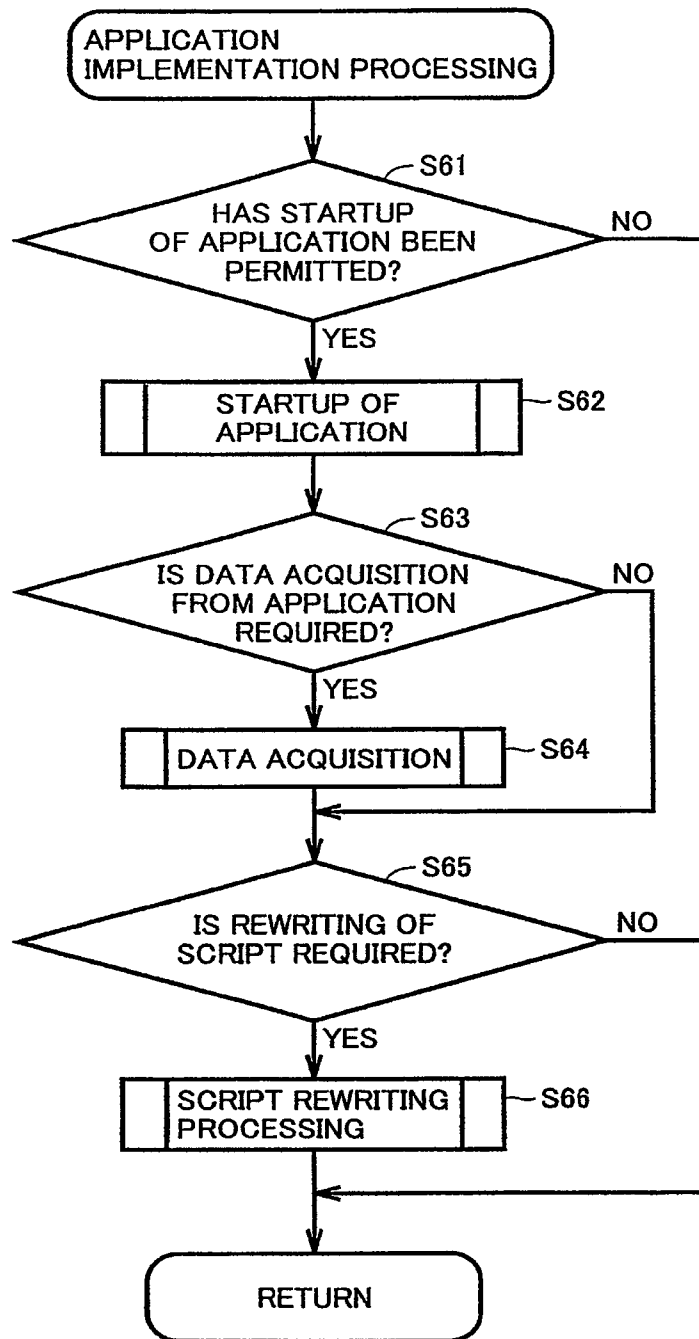 APPLICATION
IMPLEMENTATION PROCESSING
S61
HAS STARTUP
OF APPLICATION BEEN
PERMITTED?
NO
YES
STARTUP OF
APPLICATION
S62
S63
IS DATA ACQUISITION
FROM APPLICATION
REQUIRED?
NO
YES
DATA ACQUISITION
S64
S65
IS REWRITING OF
SCRIPT REQUIRED?
NO
YES
SCRIPT REWRITING
PROCESSING
S66
RETURN